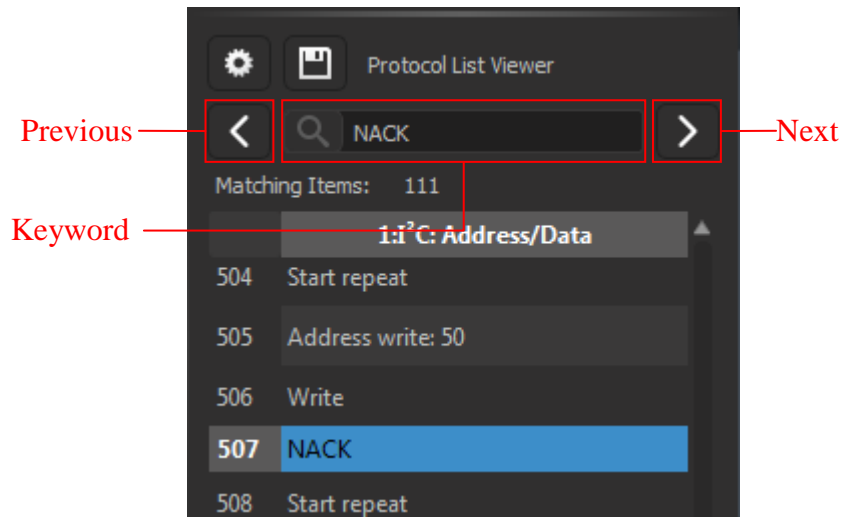 Protocol List Viewer
Previous
NACK
Next
Matching Items: 111
Keyword
1:I²C: Address/Data
504 Start repeat
505 Address write: 50
506 Write
507 NACK
508 Start repeat